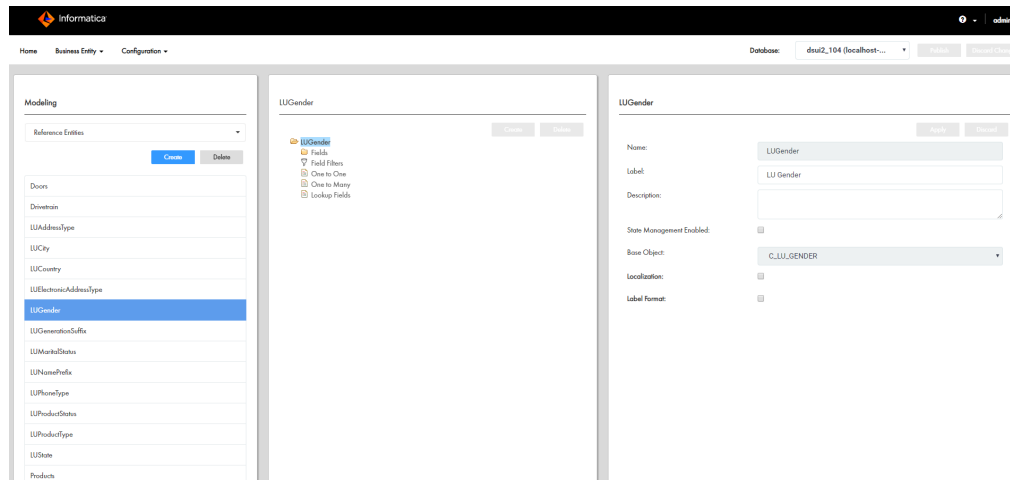 Informatica
admin
Home Business Entity Configuration
Database: dsui2_104 (localhost-... Publish Discard Chan
Modeling
Reference Entities
Create Delete
Doors
Drivetrain
LUAddressType
LUCity
LUCountry
LUElectronicAddressType
LUGender
LUGenerationSuffix
LUMaritalStatus
LUNamePrefix
LUPhoneType
LUProductStatus
LUProductType
LUState
Products
LUGender
Create Delete
LUGender
Fields
Field Filters
One to One
One to Many
Lookup Fields
LUGender
Apply Discard
Name: LUGender
Label: LU Gender
Description:
State Management Enabled:
Base Object: C_LU_GENDER
Localization:
Label Format: